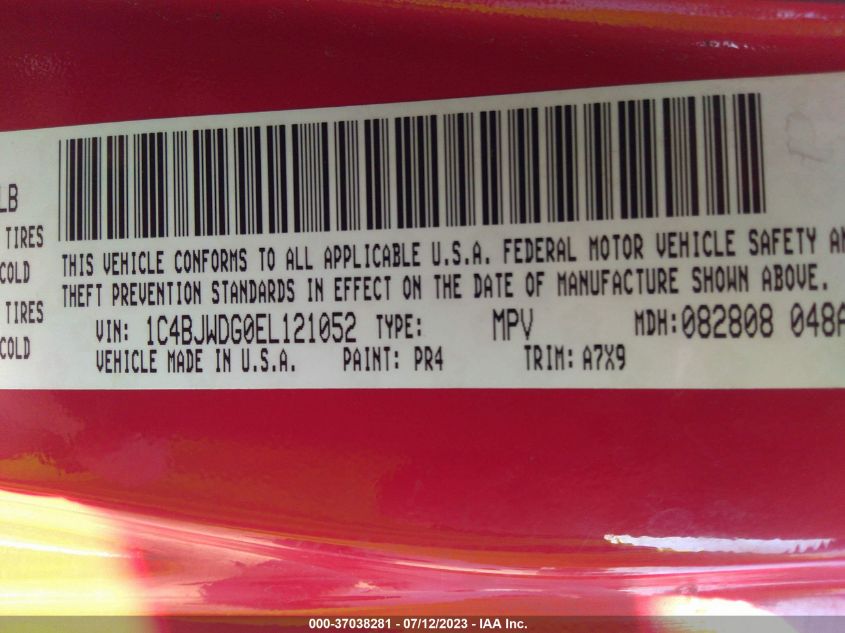 LB
TIRES
COLD
TIRES
COLD
THIS VEHICLE CONFORMS TO ALL APPLICABLE U.S.A. FEDERAL MOTOR VEHICLE SAFETY AN
THEFT PREVENTION STANDARDS IN EFFECT ON THE DATE OF MANUFACTURE SHOWN ABOVE.
VIN: 1C4BJWDG0EL121052 TYPE: MPV MDH:082808 048A
VEHICLE MADE IN U.S.A. PAINT: PR4 TRIM: A7X9
000-37038281 - 07/12/2023 - IAA Inc.